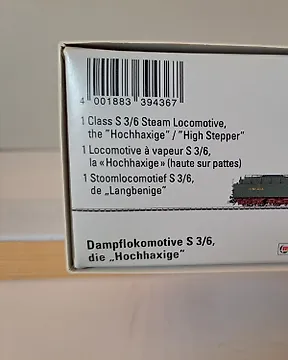 4 001883 394367
1 Class S 3/6 Steam Locomotive,
the "Hochhaxige" / "High Stepper"
1 Locomotive à vapeur S 3/6,
la «Hochhaxige» (haute sur pattes)
1 Stoomlocomotief S 3/6,
de „Langbenige"
Dampflokomotive S 3/6,
die „Hochhaxige"